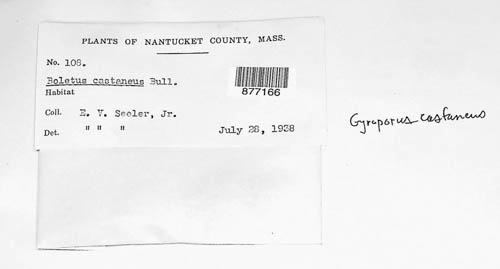 PLANTS OF NANTUCKET COUNTY, MASS.
No. 108.
Boletus castaneus Bull.
Habitat
877166
Coll. E. V. Seeler, Jr.
Det. " " " July 28, 1938
Gyroporus castaneus